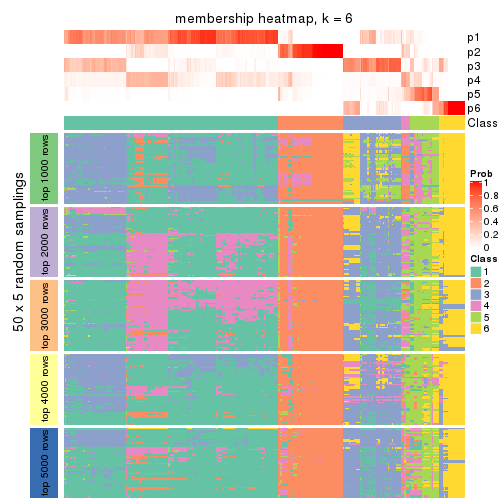 membership heatmap, k = 6
p1
p2
p3
p4
p5
p6
Class
50 x 5 random samplings
top 1000 rows
top 2000 rows
top 3000 rows
top 4000 rows
top 5000 rows
Prob
1
0.8
0.6
0.4
0.2
0
Class
1
2
3
4
5
6